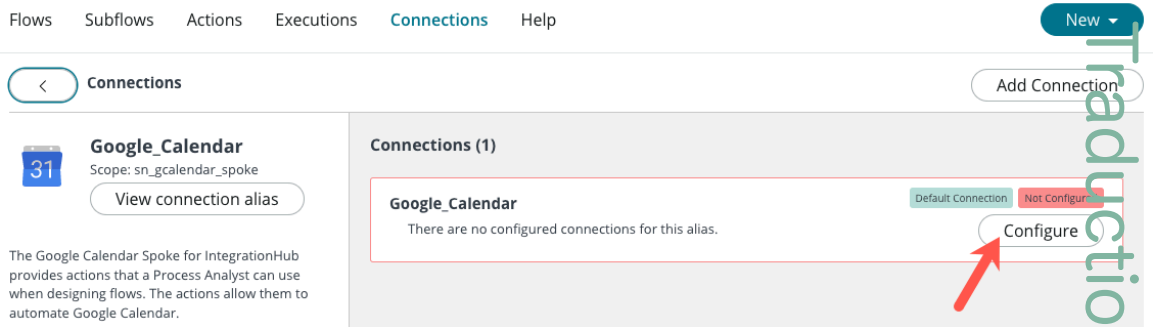 Flows Subflows Actions Executions Connections Help New
Connections Add Connection
31
Google_Calendar
Scope: sn_gcalendar_spoke
View connection alias
The Google Calendar Spoke for IntegrationHub
provides actions that a Process Analyst can use
when designing flows. The actions allow them to
automate Google Calendar.
Connections (1)
Google_Calendar
Default Connection
Not Configured
There are no configured connections for this alias.
Configure
Traductio